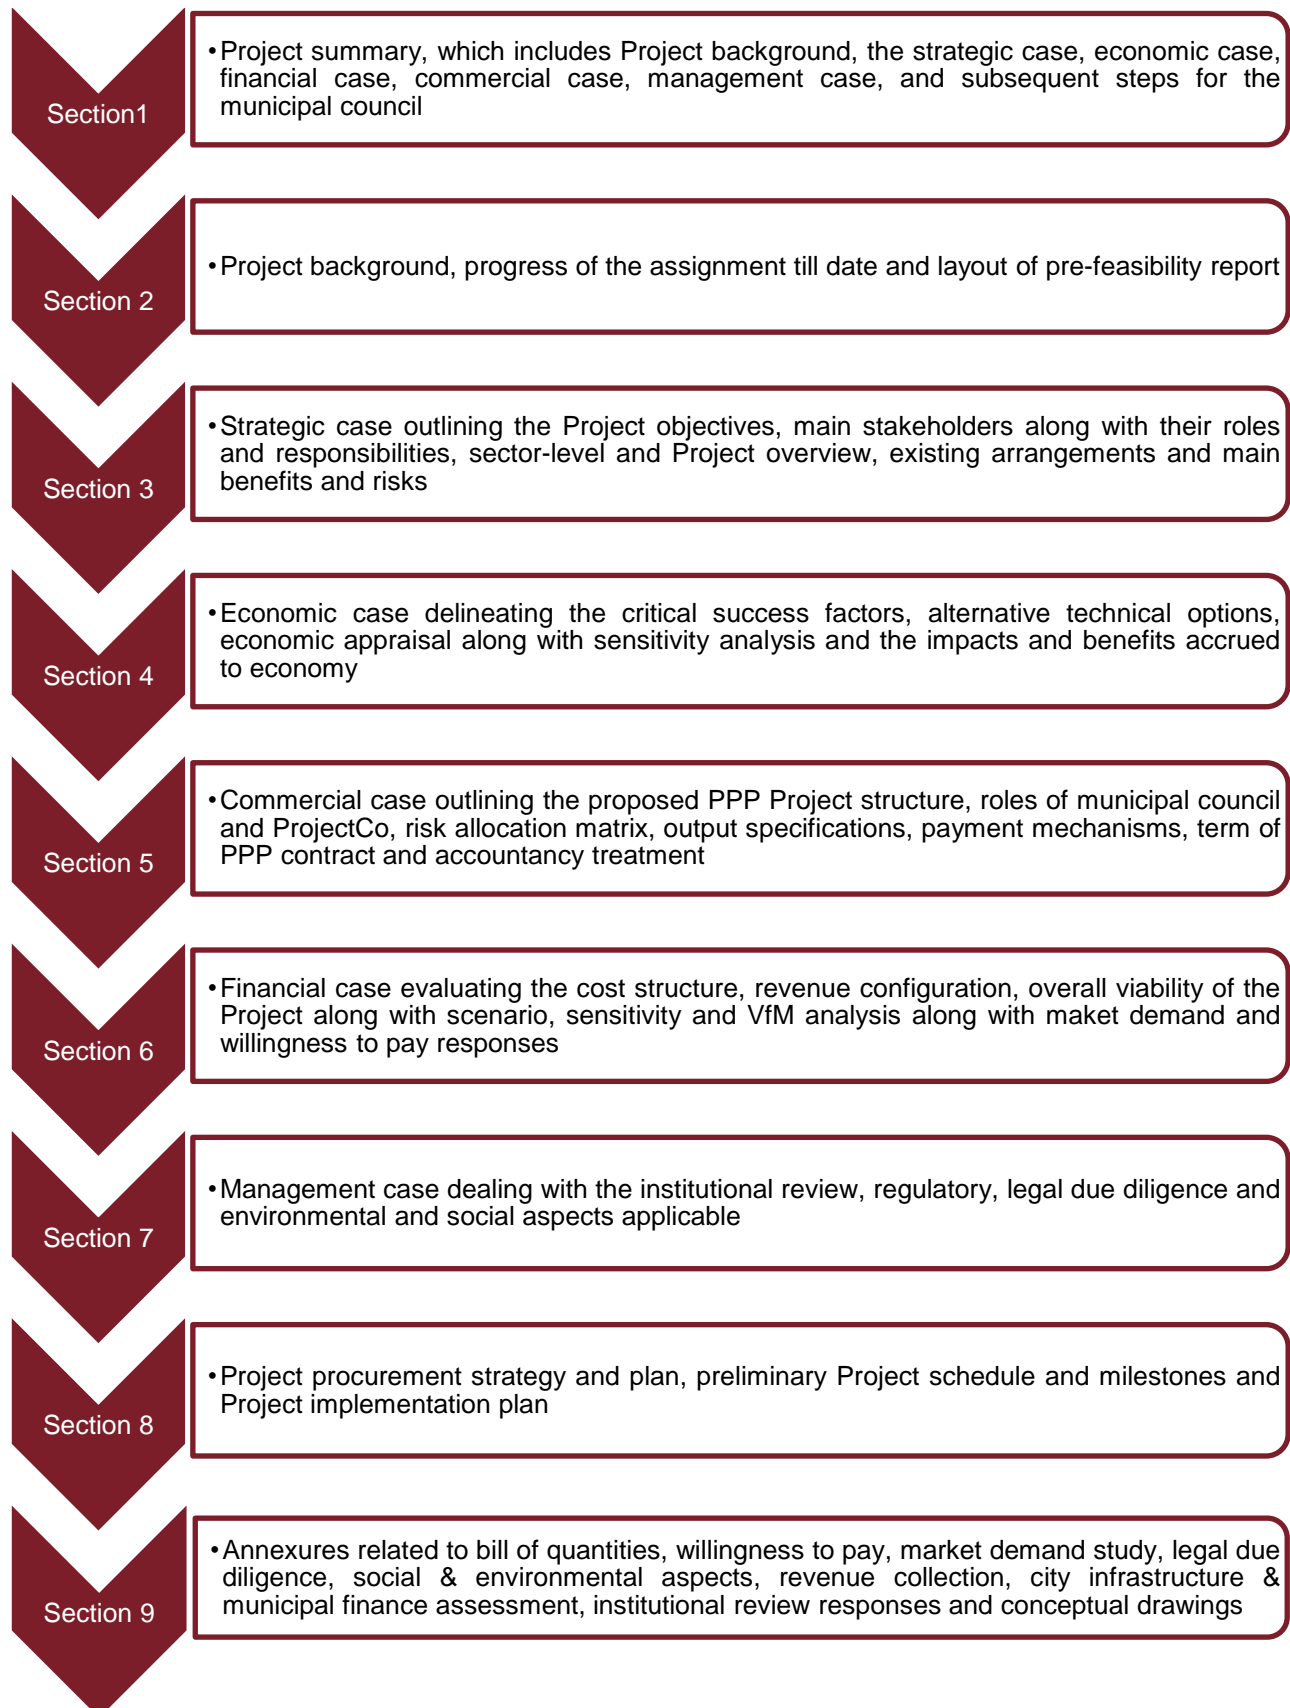 Section1
•Project summary, which includes Project background, the strategic case, economic case,
financial case, commercial case, management case, and subsequent steps for the
municipal council
Section 2
•Project background, progress of the assignment till date and layout of pre-feasibility report
Section 3
•Strategic case outlining the Project objectives, main stakeholders along with their roles
and responsibilities, sector-level and Project overview, existing arrangements and main
benefits and risks
Section 4
•Economic case delineating the critical success factors, alternative technical options,
economic appraisal along with sensitivity analysis and the impacts and benefits accrued
to economy
Section 5
•Commercial case outlining the proposed PPP Project structure, roles of municipal council
and ProjectCo, risk allocation matrix, output specifications, payment mechanisms, term of
PPP contract and accountancy treatment
Section 6
•Financial case evaluating the cost structure, revenue configuration, overall viability of the
Project along with scenario, sensitivity and VfM analysis along with maket demand and
willingness to pay responses
Section 7
•Management case dealing with the institutional review, regulatory, legal due diligence and
environmental and social aspects applicable
Section 8
•Project procurement strategy and plan, preliminary Project schedule and milestones and
Project implementation plan
Section 9
•Annexures related to bill of quantities, willingness to pay, market demand study, legal due
diligence, social & environmental aspects, revenue collection, city infrastructure &
municipal finance assessment, institutional review responses and conceptual drawings